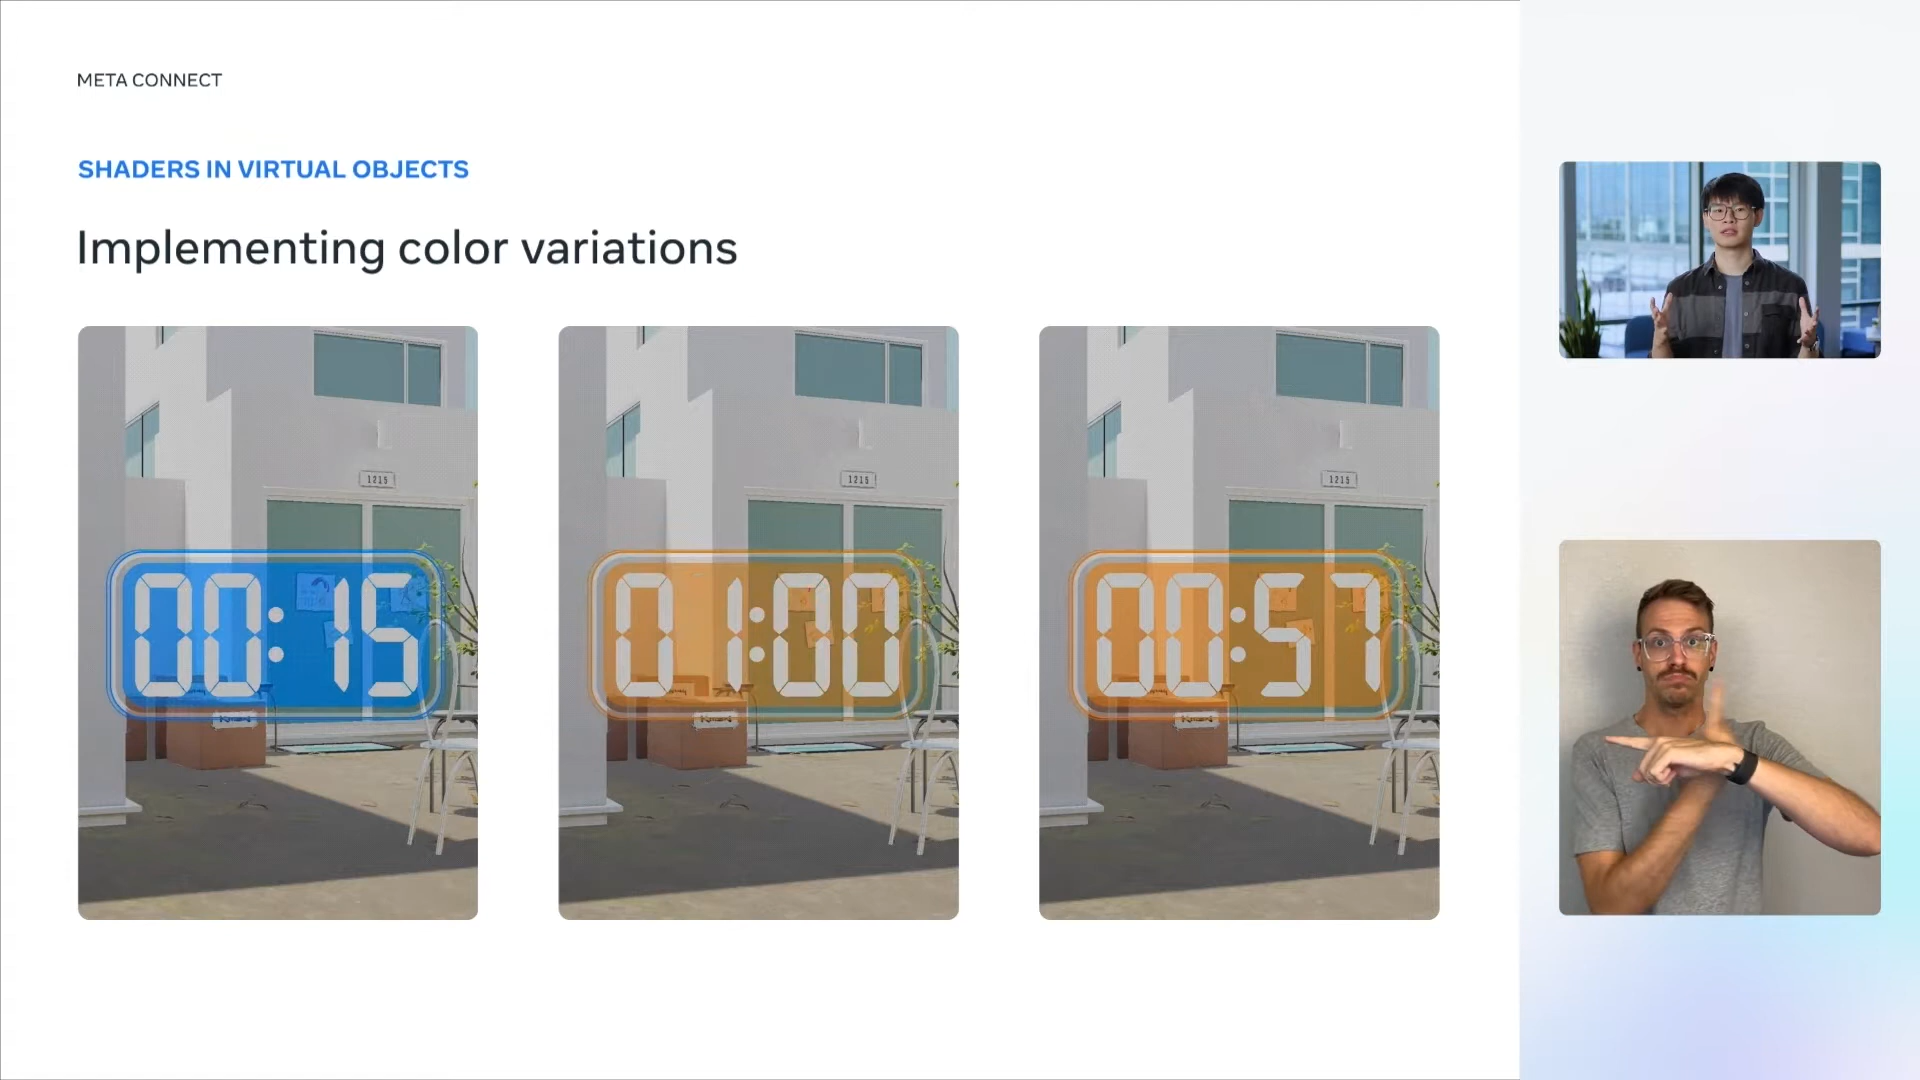 META CONNECT
SHADERS IN VIRTUAL OBJECTS
Implementing color variations
1215
1215
1215
00:15
01:00
00:57